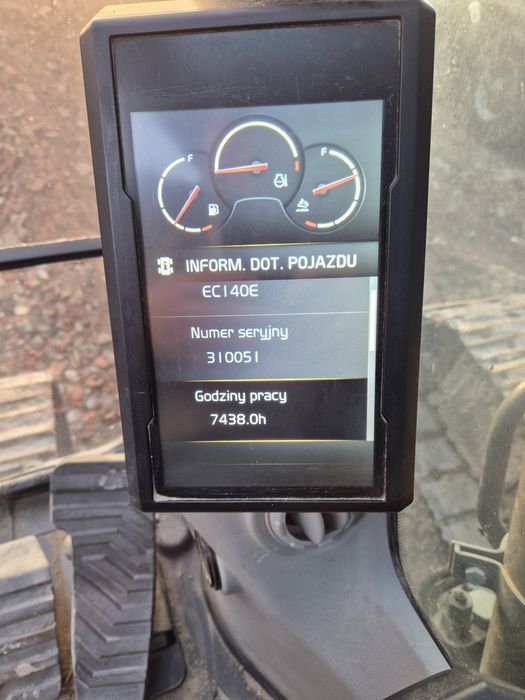 F
F
INFORM. DOT. POJAZDU
EC140E
Numer seryjny
310051
Godziny pracy
7438.0h